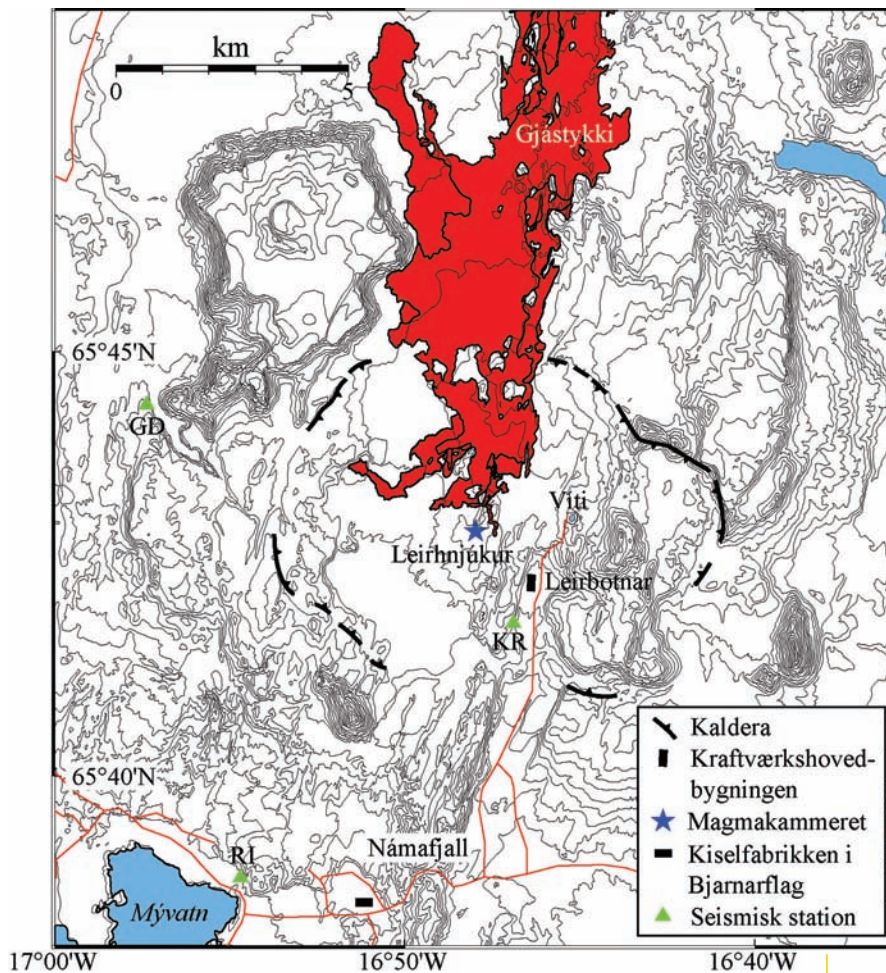 km
0
5
Gjástykki
65°45'N
GD
Víti
Leirhnjúkur
Leirbotnar
KR
Kaldera
Kraftværkshoved-
bygningen
65°40'N
Magmakammeret
Námafjall
Kiselfabrikken i
Bjarnarflag
RI
Mývatn
Seismisk station
17°00'W
16°50'W
16°40'W